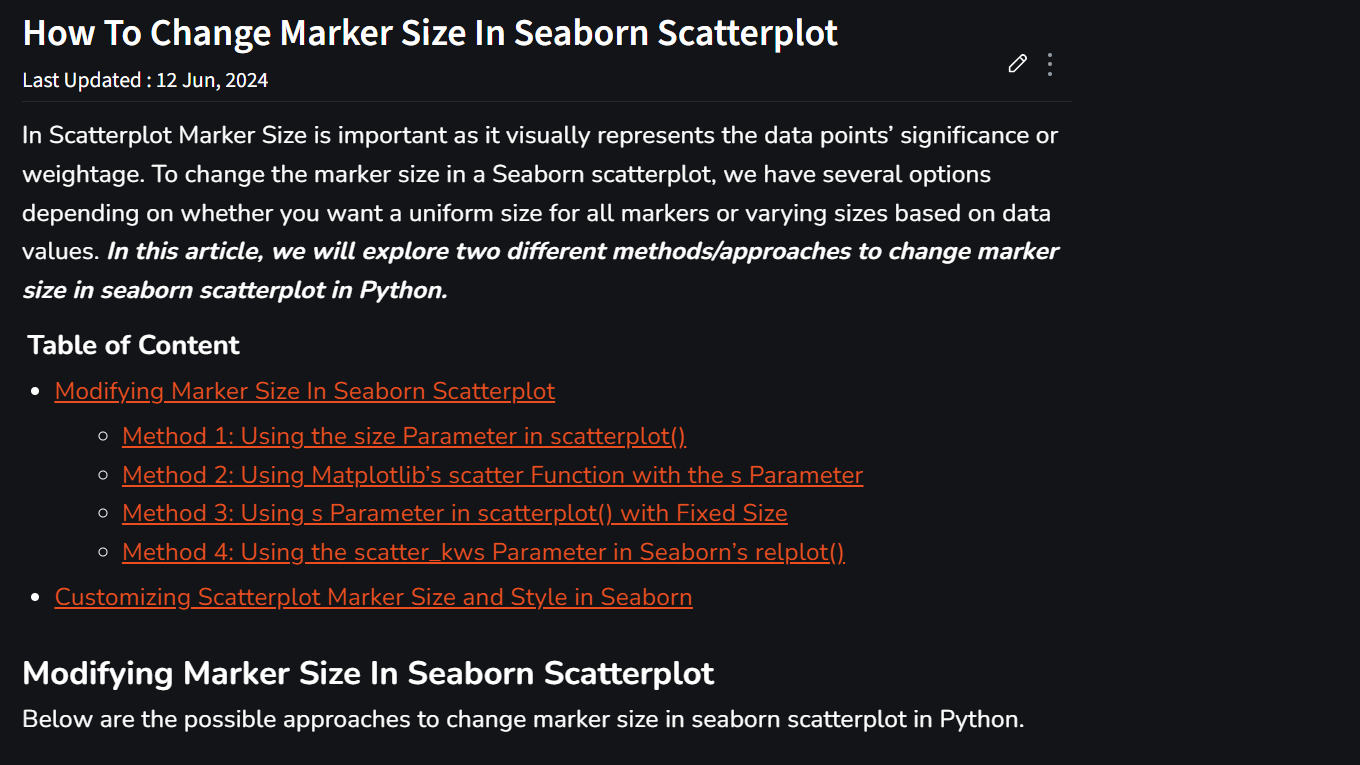 How To Change Marker Size In Seaborn Scatterplot
Last Updated : 12 Jun, 2024
In Scatterplot Marker Size is important as it visually represents the data points’ significance or
weightage. To change the marker size in a Seaborn scatterplot, we have several options
depending on whether you want a uniform size for all markers or varying sizes based on data
values. In this article, we will explore two different methods/approaches to change marker
size in seaborn scatterplot in Python.
Table of Content
Modifying Marker Size In Seaborn Scatterplot
Method 1: Using the size Parameter in scatterplot()
Method 2: Using Matplotlib’s scatter Function with the s Parameter
Method 3: Using s Parameter in scatterplot() with Fixed Size
Method 4: Using the scatter_kws Parameter in Seaborn’s relplot()
Customizing Scatterplot Marker Size and Style in Seaborn
Modifying Marker Size In Seaborn Scatterplot
Below are the possible approaches to change marker size in seaborn scatterplot in Python.